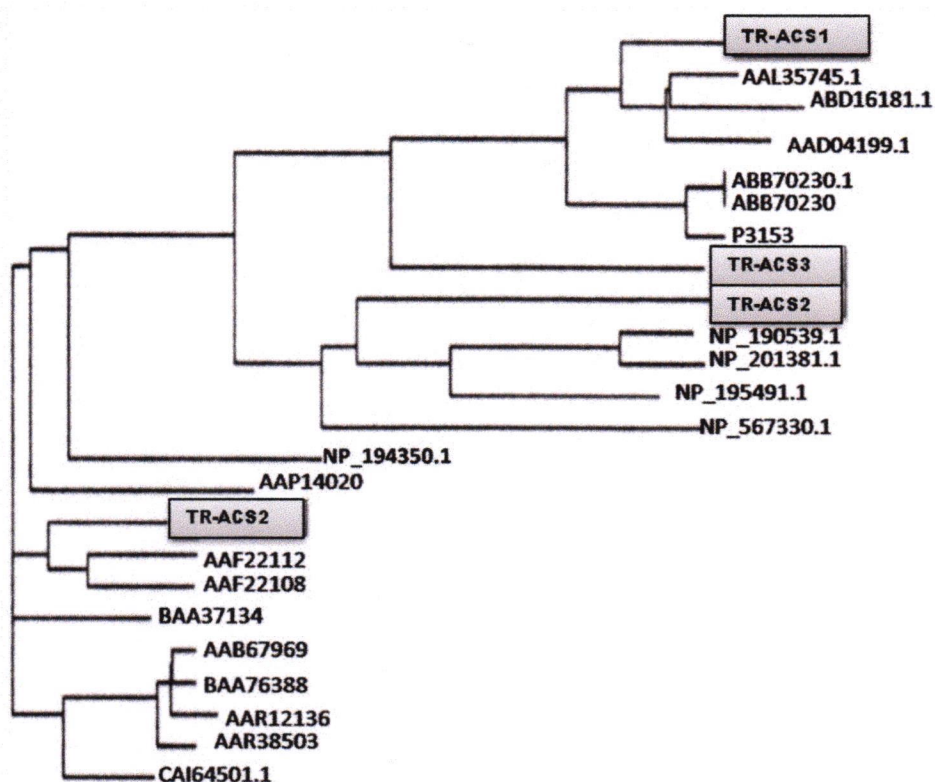 TR-ACS1
AAL35745.1
ABD16181.1
AAD04199.1
ABB70230.1
ABB70230
P3153
TR-ACS3
TR-ACS2
NP_190539.1
NP_201381.1
NP_195491.1
NP_567330.1
NP_194350.1
AAP14020
TR-ACS2
AAF22112
AAF22108
BAA37134
AAB67969
BAA76388
AAR12136
AAR38503
CAI64501.1